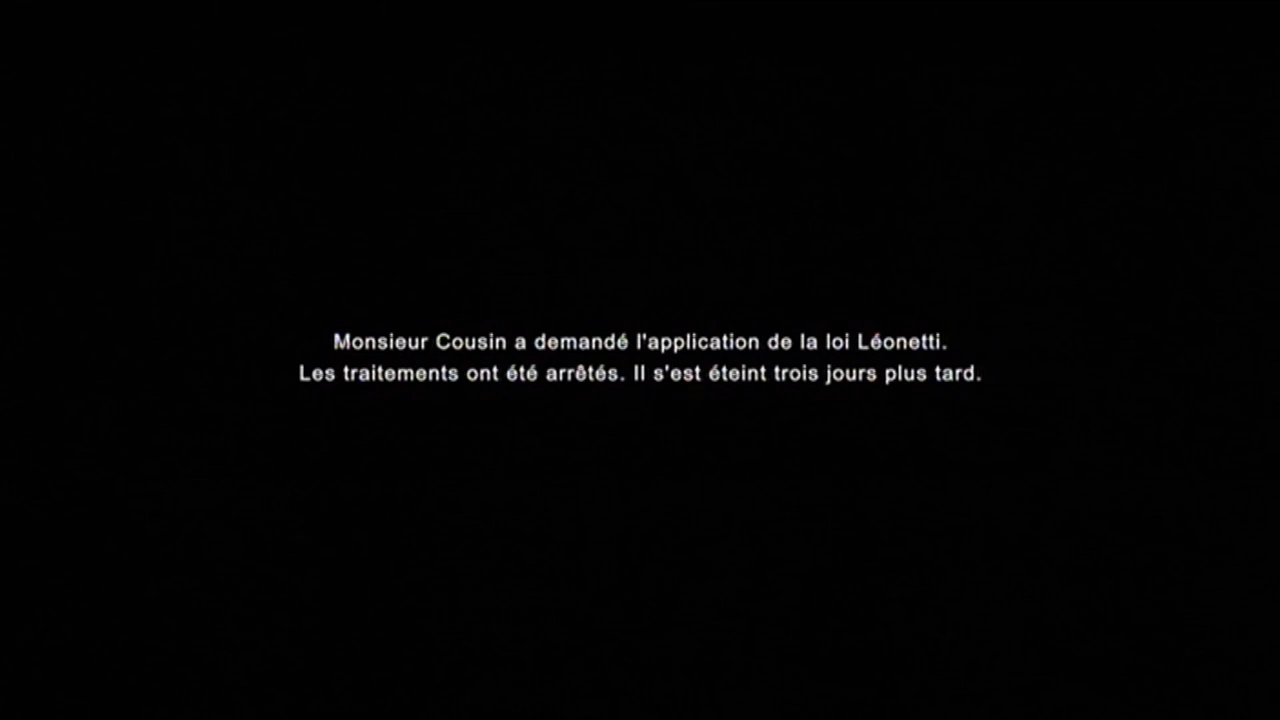 Monsieur Cousin a demandé l'application de la loi Léonetti.
Les traitements ont été arrêtés. Il s'est éteint trois jours plus tard.